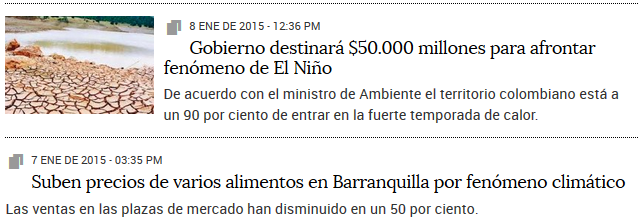 8 ENE DE 2015 - 12:36 PM
Gobierno destinará $50.000 millones para afrontar
fenómeno de El Niño
De acuerdo con el ministro de Ambiente el territorio colombiano está a
un 90 por ciento de entrar en la fuerte temporada de calor.
7 ENE DE 2015 - 03:35 PM
Suben precios de varios alimentos en Barranquilla por fenómeno climático
Las ventas en las plazas de mercado han disminuido en un 50 por ciento.